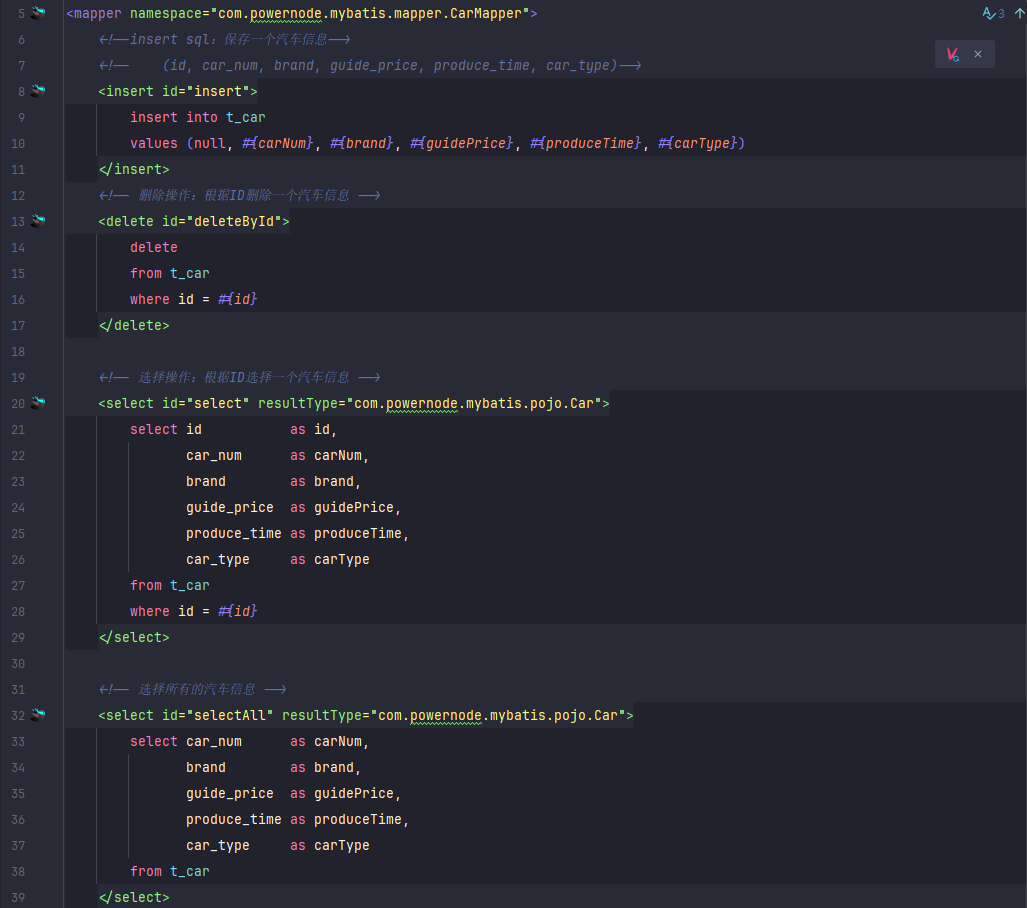 5 <mapper namespace="com.powernode.mybatis.mapper.CarMapper"> 3
6 <!--insert sql：保存一个汽车信息-->
7 <!--    (id, car_num, brand, guide_price, produce_time, car_type)-->
8 <insert id="insert">
9 insert into t_car
10 values (null, #{carNum}, #{brand}, #{guidePrice}, #{produceTime}, #{carType})
11 </insert>
12 <!-- 删除操作：根据ID删除一个汽车信息 -->
13 <delete id="deleteById">
14 delete
15 from t_car
16 where id = #{id}
17 </delete>
18
19 <!-- 选择操作：根据ID选择一个汽车信息 -->
20 <select id="select" resultType="com.powernode.mybatis.pojo.Car">
21 select id           as id,
22 car_num      as carNum,
23 brand        as brand,
24 guide_price  as guidePrice,
25 produce_time as produceTime,
26 car_type     as carType
27 from t_car
28 where id = #{id}
29 </select>
30
31 <!-- 选择所有的汽车信息 -->
32 <select id="selectAll" resultType="com.powernode.mybatis.pojo.Car">
33 select car_num      as carNum,
34 brand        as brand,
35 guide_price  as guidePrice,
36 produce_time as produceTime,
37 car_type     as carType
38 from t_car
39 </select>